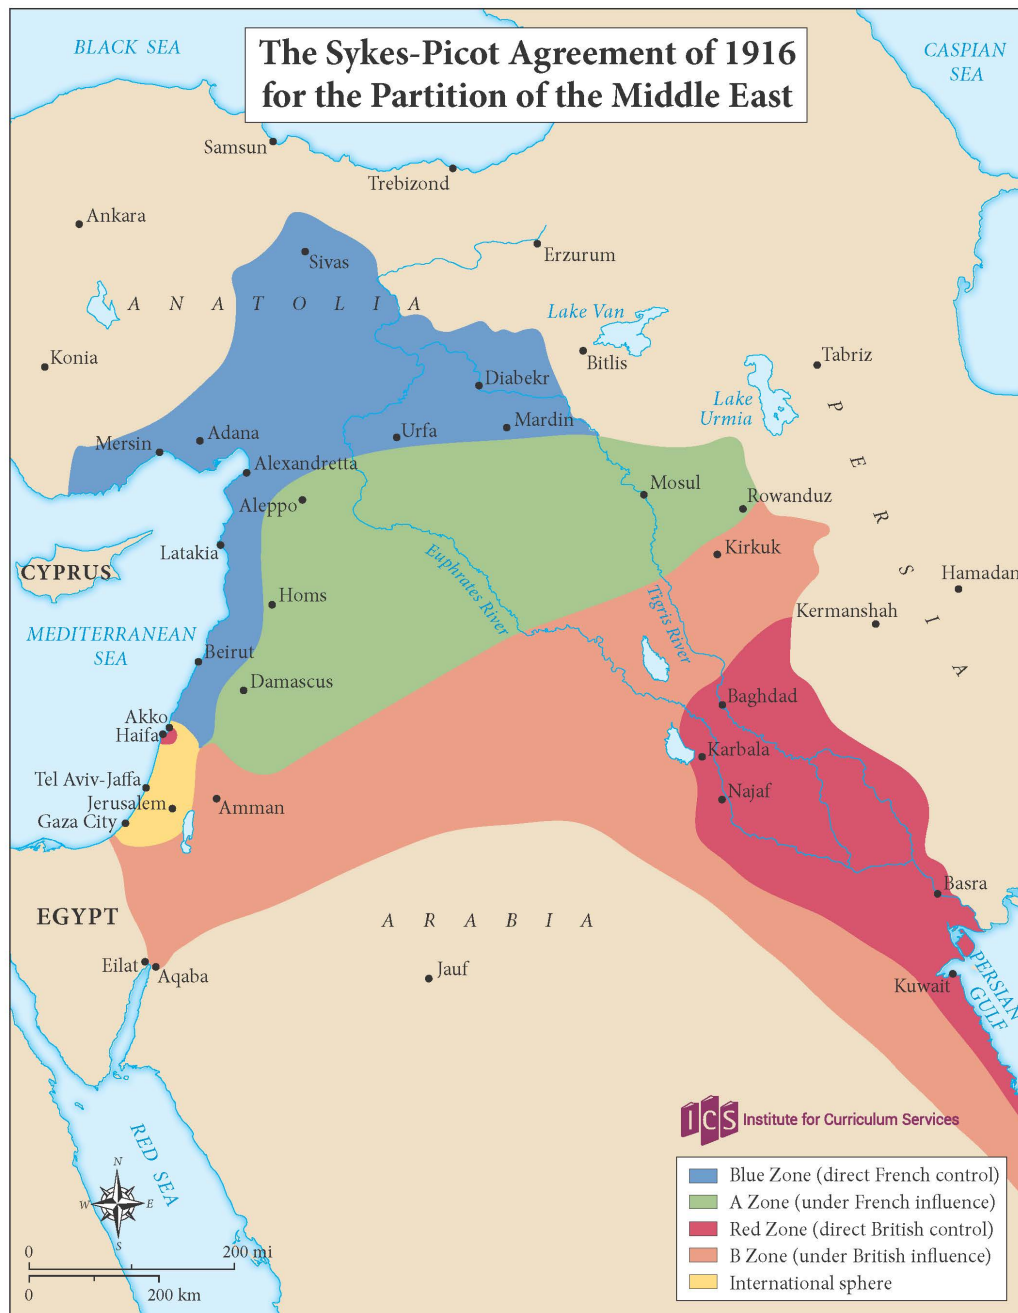 BLACK SEA
The Sykes-Picot Agreement of 1916
for the Partition of the Middle East
CASPIAN
SEA
Samsun
Trebizond
Ankara
Sivas
Erzurum
ANATOLIA
Lake Van
Konia
Bitlis
Tabriz
Diabekr
Lake
Urmia
PERSIA
Mersin
Adana
Urfa
Mardin
Alexandretta
Aleppo
Mosul
Rowanduz
Latakia
Kirkuk
CYPRUS
Euphrates River
Tigris River
Hamadan
Homs
Kermanshah
MEDITERRANEAN
SEA
Beirut
Damascus
Baghdad
Akko
Haifa
Karbala
Tel Aviv-Jaffa
Jerusalem
Amman
Najaf
Gaza City
Basra
EGYPT
ARABIA
Eilat
Aqaba
Jauf
Kuwait
PERSIAN
GULF
RED SEA
ICS Institute for Curriculum Services
N
W
E
S
Blue Zone (direct French control)
A Zone (under French influence)
Red Zone (direct British control)
B Zone (under British influence)
International sphere
0 200 mi
0 200 km